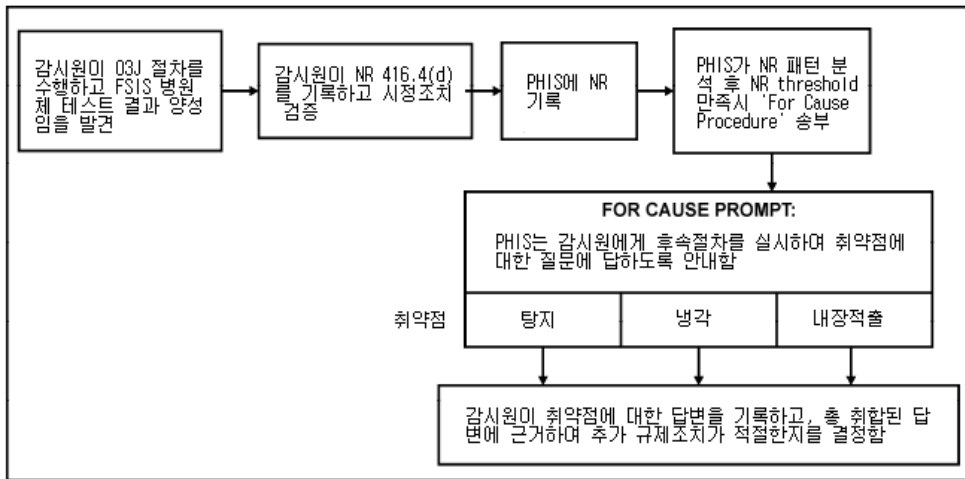 감시원이 03J 절차를
수행하고 FSIS 병원
체 테스트 결과 양성
임을 발견
감시원이 NR 416.4(d)
를 기록하고 시정조치
검증
PHIS에 NR
기록
PHIS가 NR 패턴 분
석 후 NR threshold
만족시 'For Cause
Procedure' 송부
FOR CAUSE PROMPT:
PHIS는 감시원에게 후속절차를 실시하여 취약점에
대한 질문에 답하도록 안내함
취약점
탕지
냉각
내장적출
감시원이 취약점에 대한 답변을 기록하고, 총 취합된 답
변에 근거하여 추가 규제조치가 적절한지를 결정함